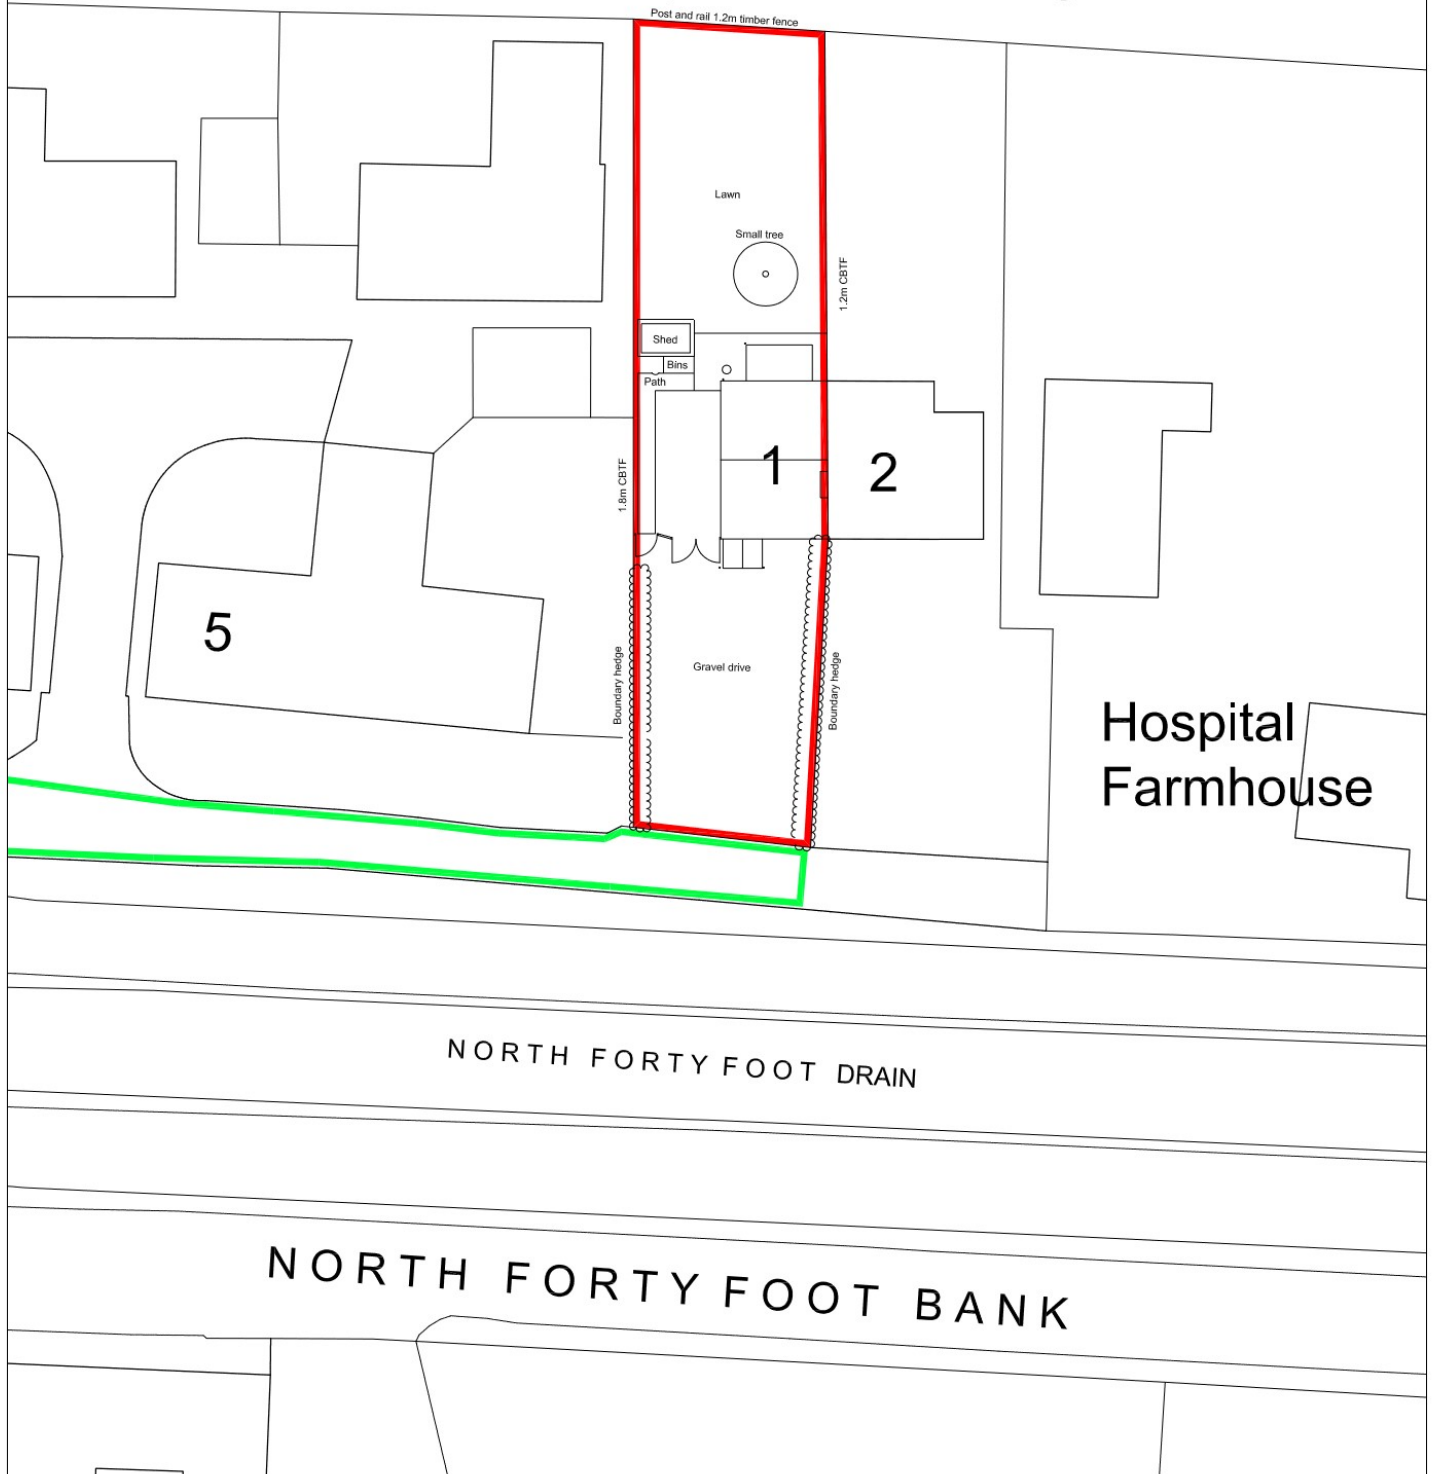 Post and rail 1.2m timber fence
Lawn
Small tree
1.2m CBTF
Shed
Bins
Path
1
2
1.8m CBTF
5
Boundary hedge
Gravel drive
Boundary hedge
Hospital
Farmhouse
NORTH FORTY FOOT DRAIN
NORTH FORTY FOOT BANK